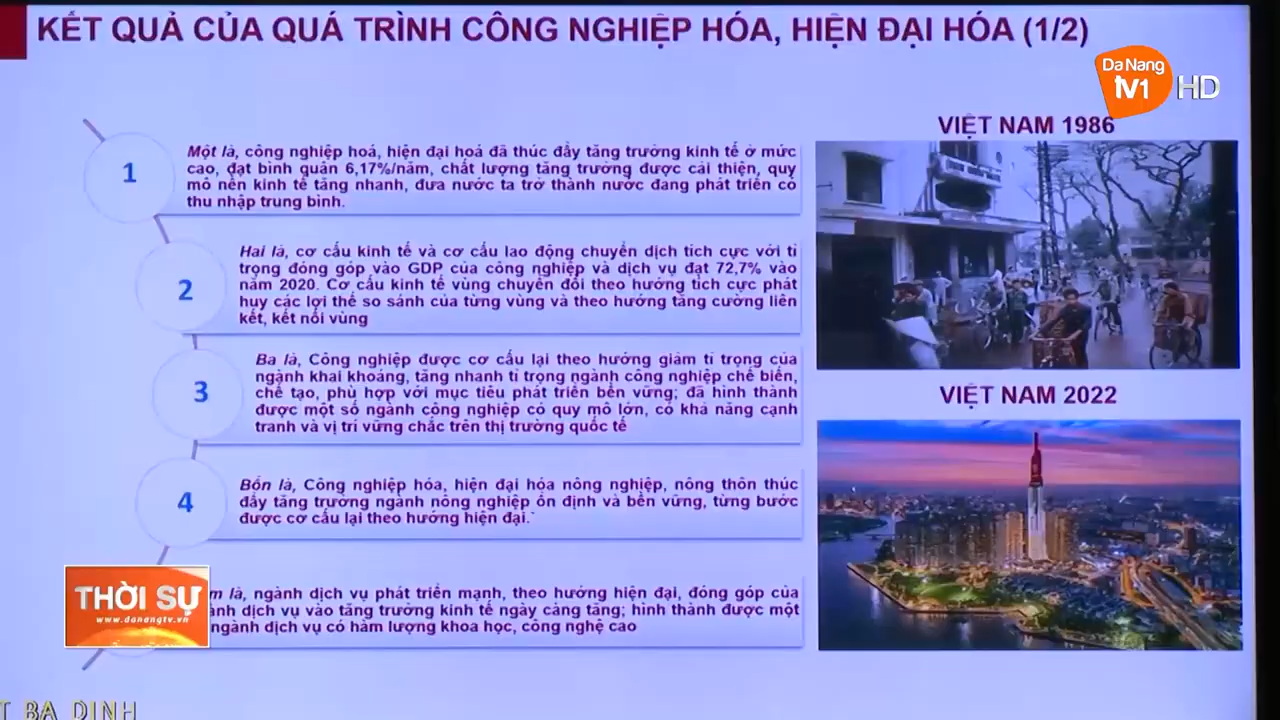 KẾT QUẢ CỦA QUÁ TRÌNH CÔNG NGHIỆP HÓA, HIỆN ĐẠI HÓA (1/2)
Da Nang
TV1 HD
1
Một là, công nghiệp hoá, hiện đại hoá đã thúc đẩy tăng trưởng kinh tế ở mức
cao, đạt bình quân 6,17%/năm, chất lượng tăng trưởng được cải thiện, quy
mô nền kinh tế tăng nhanh, đưa nước ta trở thành nước đang phát triển có
thu nhập trung bình.
2
Hai là, cơ cấu kinh tế và cơ cấu lao động chuyển dịch tích cực với tỉ
trọng đóng góp vào GDP của công nghiệp và dịch vụ đạt 72,7% vào
năm 2020. Cơ cấu kinh tế vùng chuyển đổi theo hướng tích cực phát
huy các lợi thế so sánh của từng vùng và theo hướng tăng cường liên
kết, kết nối vùng
3
Ba là, Công nghiệp được cơ cấu lại theo hướng giảm tỉ trọng của
ngành khai khoáng, tăng nhanh tỉ trọng ngành công nghiệp chế biến,
chế tạo, phù hợp với mục tiêu phát triển bền vững; đã hình thành
được một số ngành công nghiệp có quy mô lớn, có khả năng cạnh
tranh và vị trí vững chắc trên thị trường quốc tế
4
Bốn là, Công nghiệp hóa, hiện đại hóa nông nghiệp, nông thôn thúc
đẩy tăng trưởng ngành nông nghiệp ổn định và bền vững, từng bước
được cơ cấu lại theo hướng hiện đại.
là, ngành dịch vụ phát triển mạnh, theo hướng hiện đại, đóng góp của
dịch vụ vào tăng trưởng kinh tế ngày càng tăng; hình thành được một
ngành dịch vụ có hàm lượng khoa học, công nghệ cao
VIỆT NAM 1986
VIỆT NAM 2022
THỜI SỰ
www.danangtv.vn
BA DINH